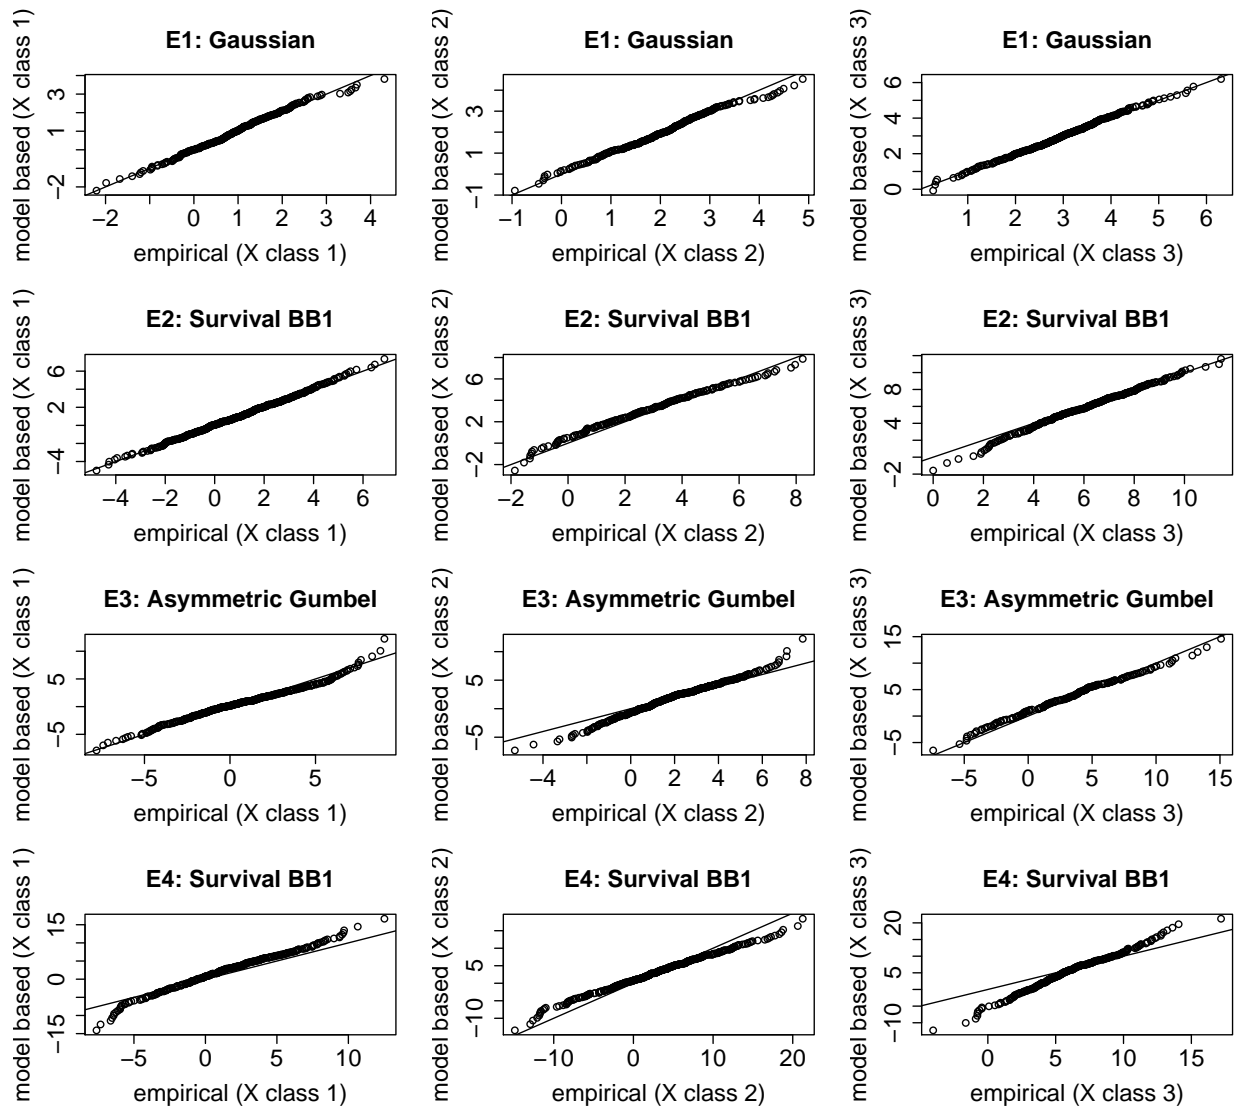 E1: Gaussian
model based (X class 1)
−2 1 3
−2 0 1 2 3 4
empirical (X class 1)
E1: Gaussian
model based (X class 2)
−1 1 3
−1 0 1 2 3 4 5
empirical (X class 2)
E1: Gaussian
model based (X class 3)
0 2 4 6
1 2 3 4 5 6
empirical (X class 3)
E2: Survival BB1
model based (X class 1)
−4 2 6
−4 −2 0 2 4 6
empirical (X class 1)
E2: Survival BB1
model based (X class 2)
−2 2 6
−2 0 2 4 6 8
empirical (X class 2)
E2: Survival BB1
model based (X class 3)
−2 4 8
0 2 4 6 8 10
empirical (X class 3)
E3: Asymmetric Gumbel
model based (X class 1)
−5 5
−5 0 5
empirical (X class 1)
E3: Asymmetric Gumbel
model based (X class 2)
−5 5
−4 0 2 4 6 8
empirical (X class 2)
E3: Asymmetric Gumbel
model based (X class 3)
−5 5 15
−5 0 5 10 15
empirical (X class 3)
E4: Survival BB1
model based (X class 1)
−15 0 15
−5 0 5 10
empirical (X class 1)
E4: Survival BB1
model based (X class 2)
−10 5
−10 0 10 20
empirical (X class 2)
E4: Survival BB1
model based (X class 3)
−10 5 20
0 5 10 15
empirical (X class 3)